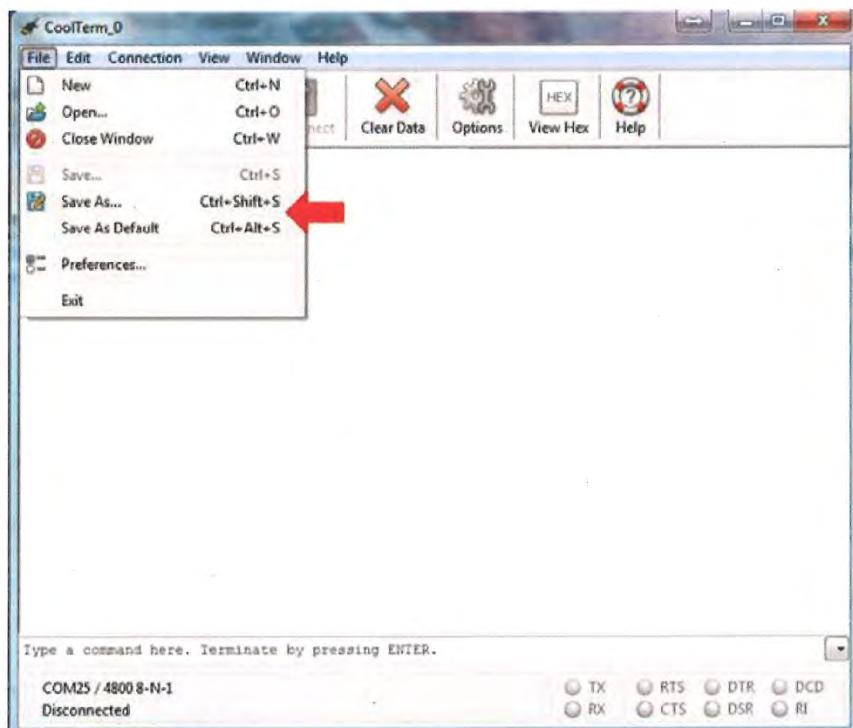 CoolTerm_0
File Edit Connection View Window Help
New Ctrl+N
Open... Ctrl+O
Close Window Ctrl+W
Save... Ctrl+S
Save As... Ctrl+Shift+S
Save As Default Ctrl+Alt+S
Preferences...
Exit
Clear Data Options View Hex Help
HEX
Type a command here. Terminate by pressing ENTER.
COM25 / 4800 8-N-1 TX RTS DTR DCD
Disconnected RX CTS DSR RI